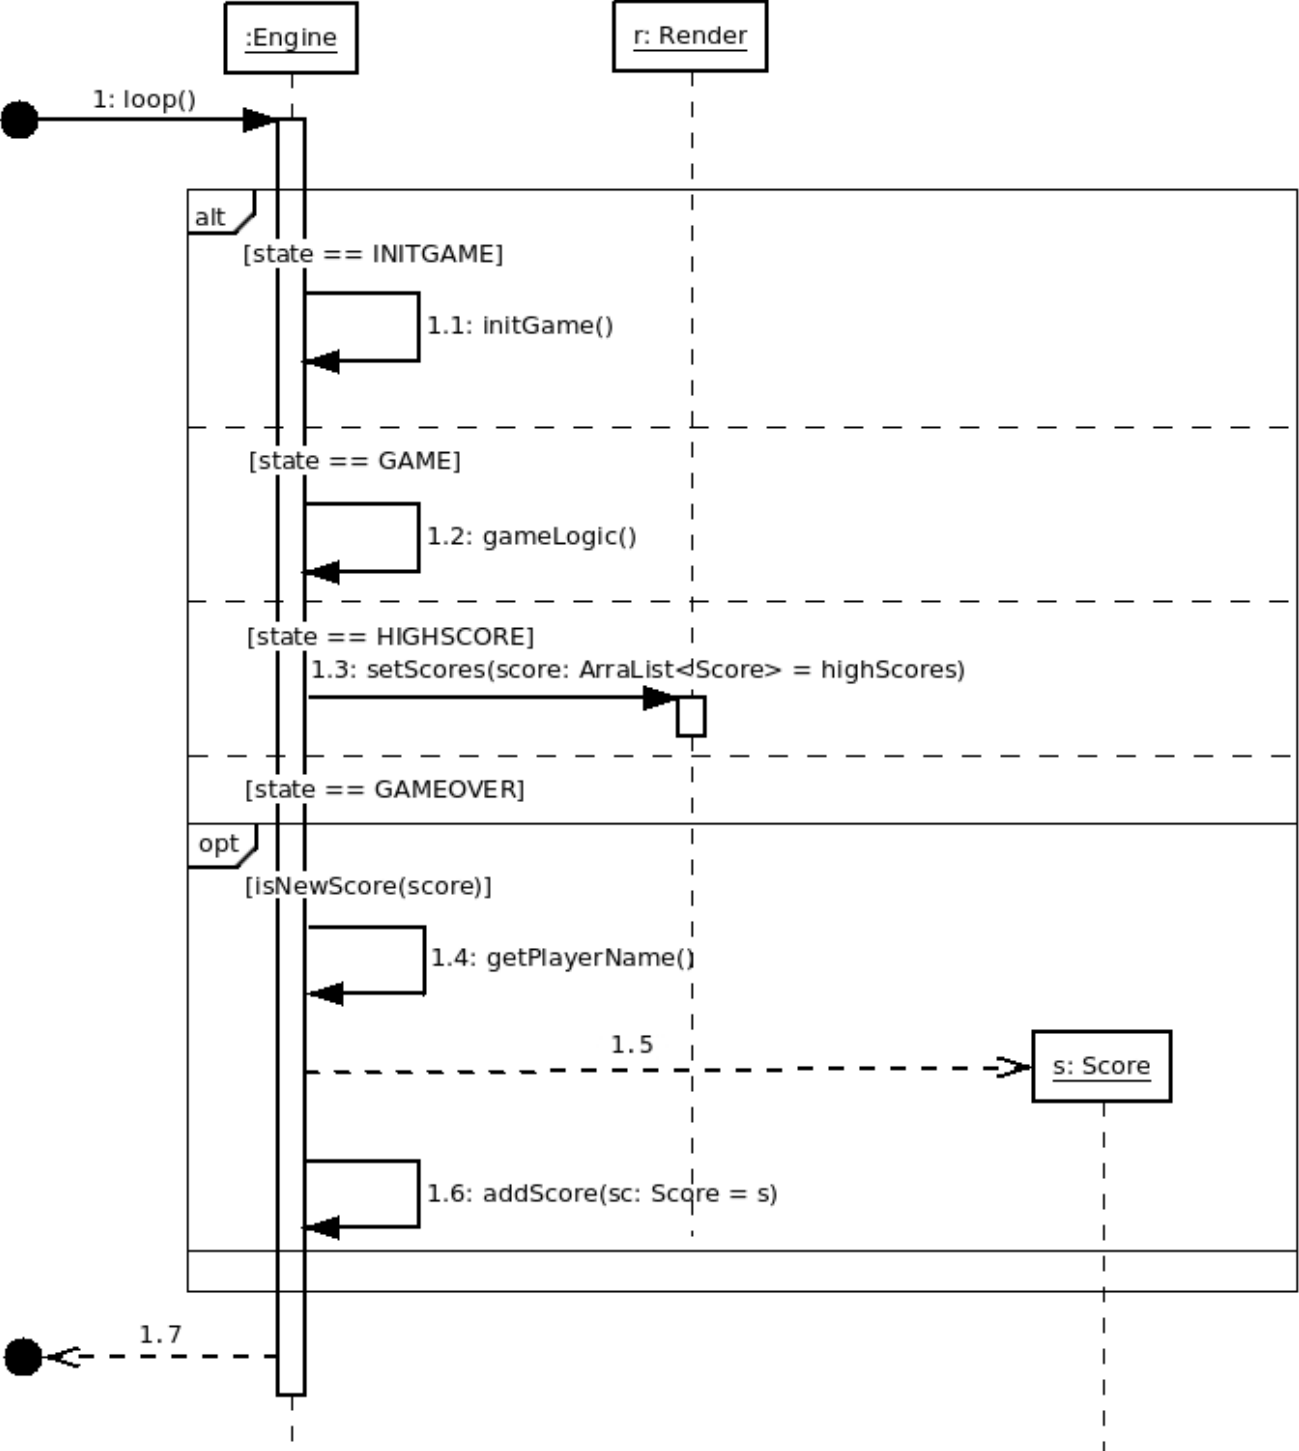 :Engine
r: Render
1: loop()
alt
[state == INITGAME]
1.1: initGame()
[state == GAME]
1.2: gameLogic()
[state == HIGHSCORE]
1.3: setScores(score: ArraList<Score> = highScores)
[state == GAMEOVER]
opt
[isNewScore(score)]
1.4: getPlayerName()
1.5
s: Score
1.6: addScore(sc: Score = s)
1.7